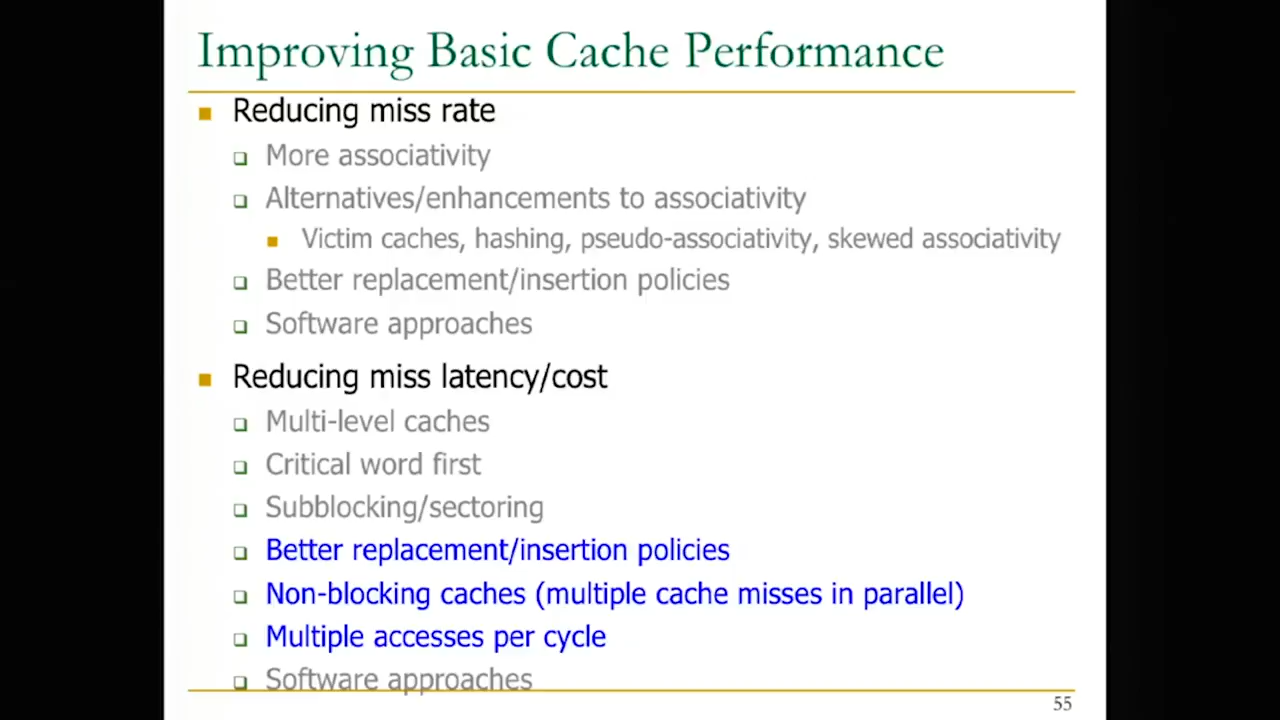 Improving Basic Cache Performance
Reducing miss rate
More associativity
Alternatives/enhancements to associativity
Victim caches, hashing, pseudo-associativity, skewed associativity
Better replacement/insertion policies
Software approaches
Reducing miss latency/cost
Multi-level caches
Critical word first
Subblocking/sectoring
Better replacement/insertion policies
Non-blocking caches (multiple cache misses in parallel)
Multiple accesses per cycle
Software approaches
55